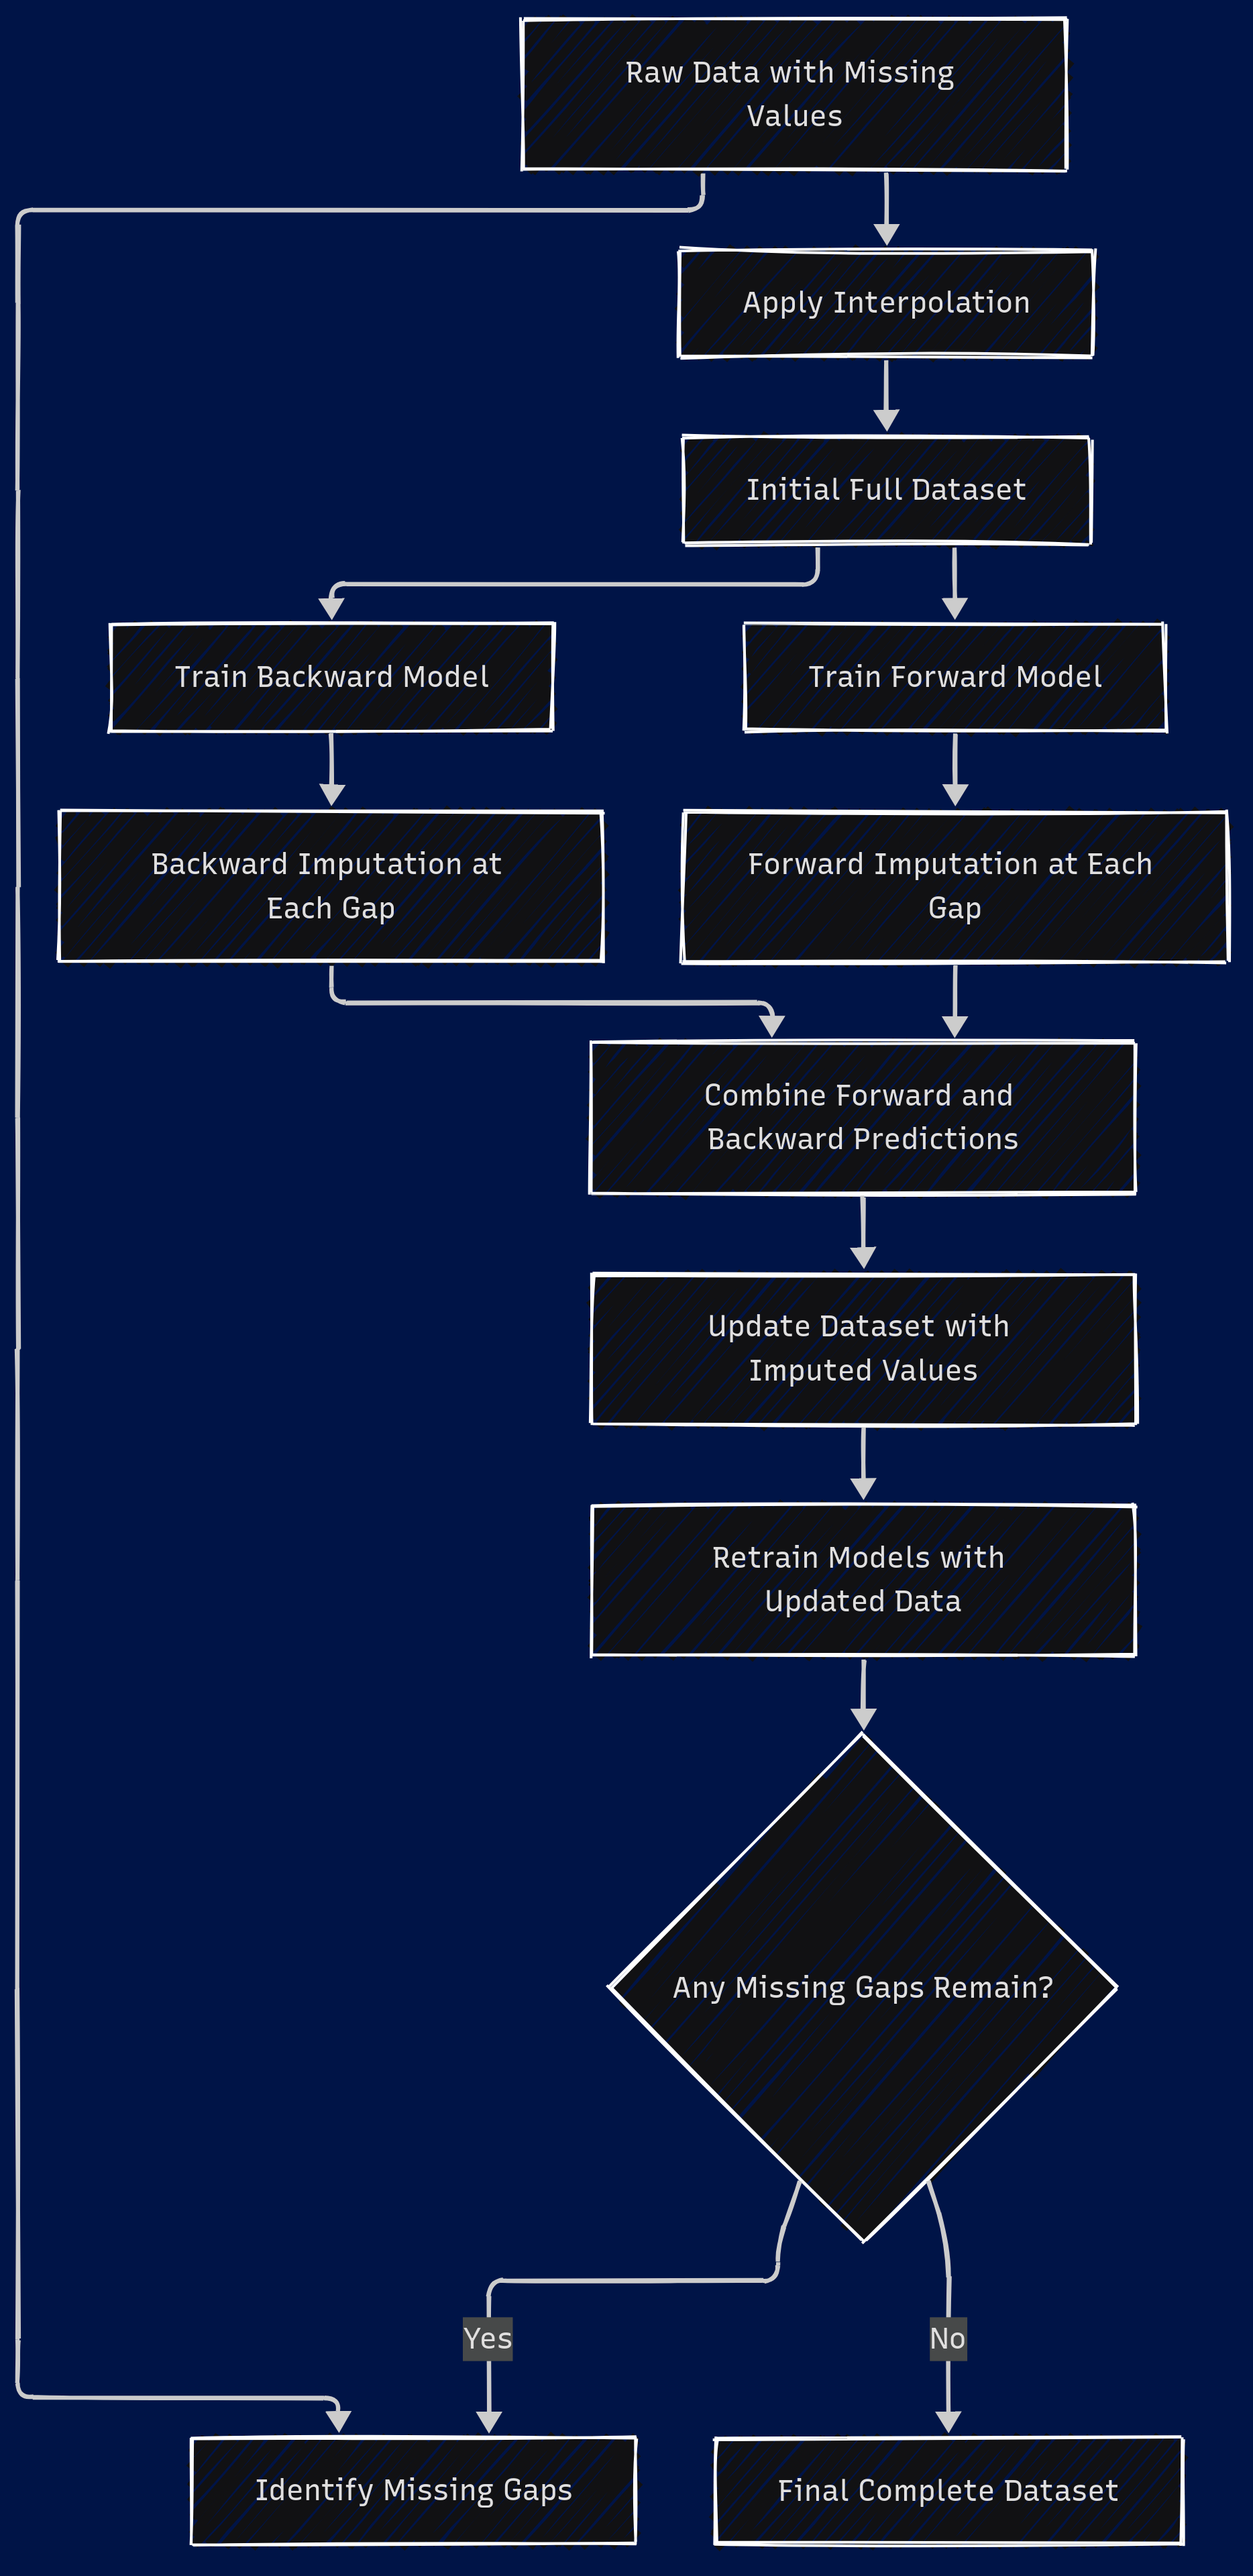 Raw Data with Missing
Values
Apply Interpolation
Initial Full Dataset
Train Backward Model
Train Forward Model
Backward Imputation at
Each Gap
Forward Imputation at Each
Gap
Combine Forward and
Backward Predictions
Update Dataset with
Imputed Values
Retrain Models with
Updated Data
Any Missing Gaps Remain?
Yes
No
Identify Missing Gaps
Final Complete Dataset